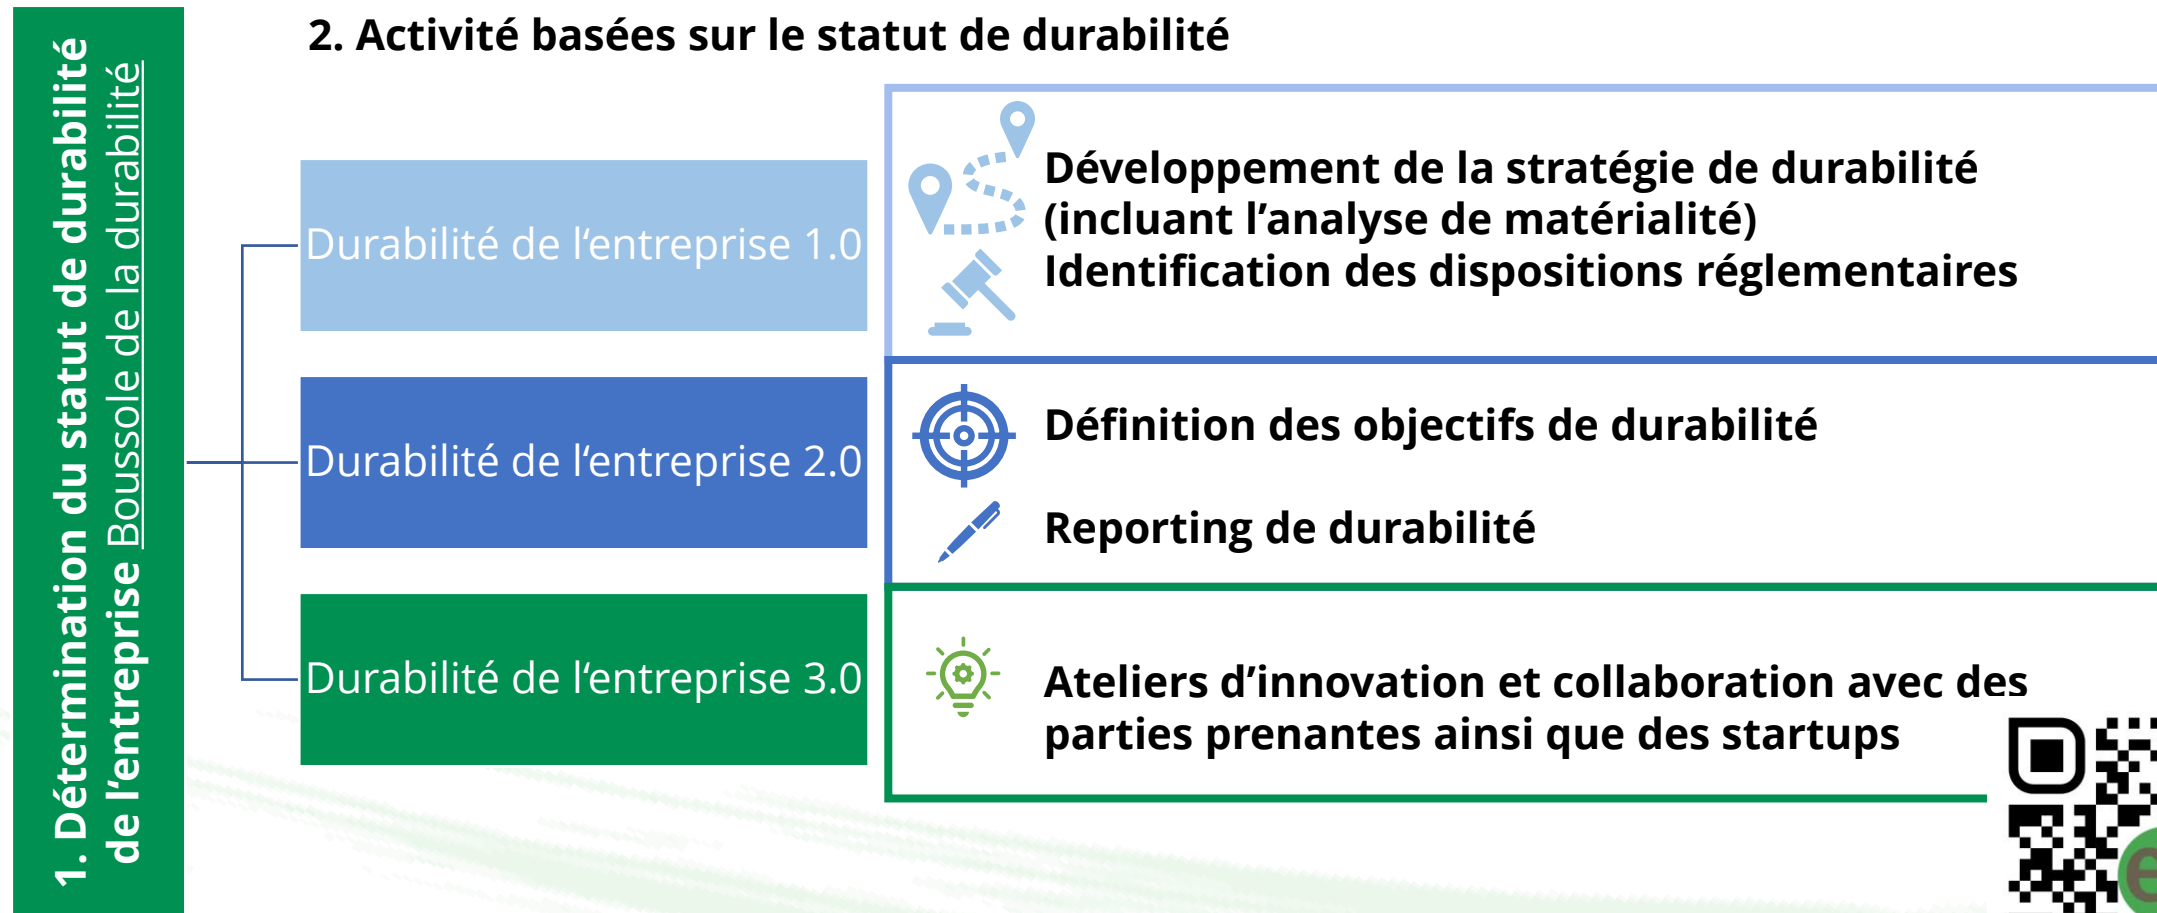 1. Détermination du statut de durabilité
de l‘entreprise Boussole de la durabilité
2. Activité basées sur le statut de durabilité
Durabilité de l‘entreprise 1.0
Développement de la stratégie de durabilité
(incluant l’analyse de matérialité)
Identification des dispositions réglementaires
Durabilité de l‘entreprise 2.0
Définition des objectifs de durabilité
Reporting de durabilité
Durabilité de l‘entreprise 3.0
Ateliers d’innovation et collaboration avec des
parties prenantes ainsi que des startups
e